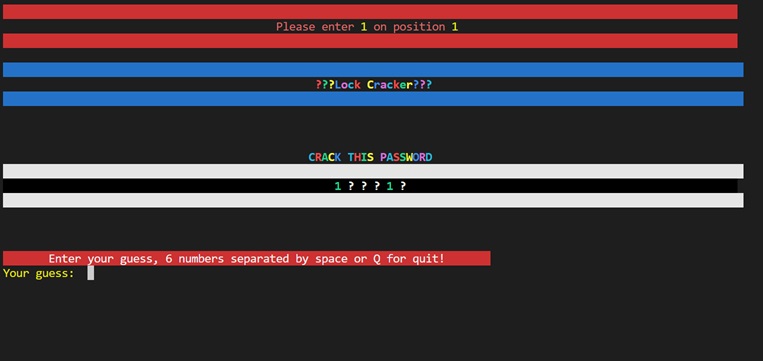 Please enter 1 on position 1
???Lock Cracker???
CRACK THIS PASSWORD
1 ? ? ? 1 ?
Enter your guess, 6 numbers separated by space or Q for quit!
Your guess: